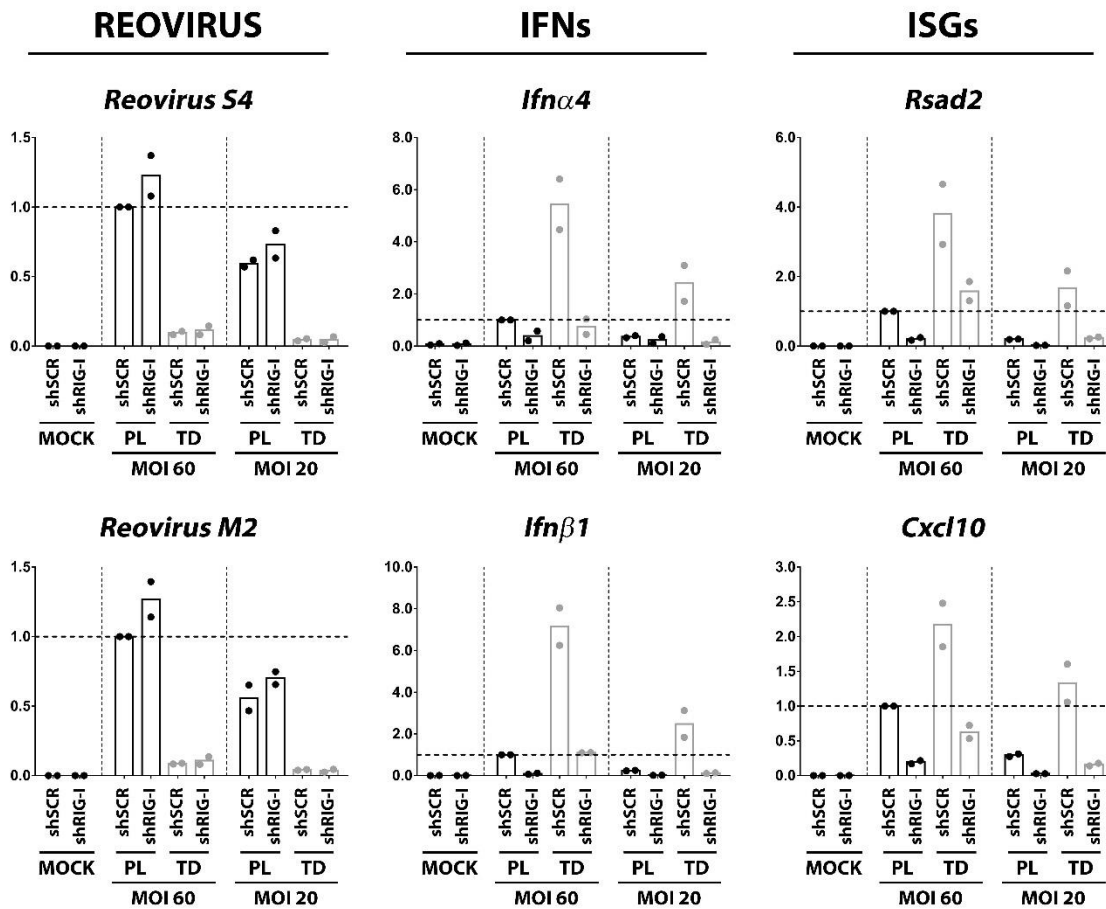 REOVIRUS IFNs ISGs
Reovirus S4 Ifnα4 Rsad2
1.5 8.0 6.0
1.0 6.0 4.0
0.5 4.0 2.0
0.0 2.0 0.0
0.0
shSCR shRIG-I shSCR shRIG-I shSCR shRIG-I shSCR shRIG-I shSCR shRIG-I
shSCR shRIG-I shSCR shRIG-I shSCR shRIG-I shSCR shRIG-I shSCR shRIG-I
shSCR shRIG-I shSCR shRIG-I shSCR shRIG-I shSCR shRIG-I shSCR shRIG-I
MOCK PL TD PL TD MOCK PL TD PL TD MOCK PL TD PL TD
MOI 60 MOI 20 MOI 60 MOI 20 MOI 60 MOI 20
Reovirus M2 Ifnβ1 Cxcl10
1.5 10.0 3.0
1.0 8.0 2.5
0.5 6.0 2.0
0.0 4.0 1.5
2.0 1.0
0.0 0.5
0.0
shSCR shRIG-I shSCR shRIG-I shSCR shRIG-I shSCR shRIG-I shSCR shRIG-I
shSCR shRIG-I shSCR shRIG-I shSCR shRIG-I shSCR shRIG-I shSCR shRIG-I
shSCR shRIG-I shSCR shRIG-I shSCR shRIG-I shSCR shRIG-I shSCR shRIG-I
MOCK PL TD PL TD MOCK PL TD PL TD MOCK PL TD PL TD
MOI 60 MOI 20 MOI 60 MOI 20 MOI 60 MOI 20